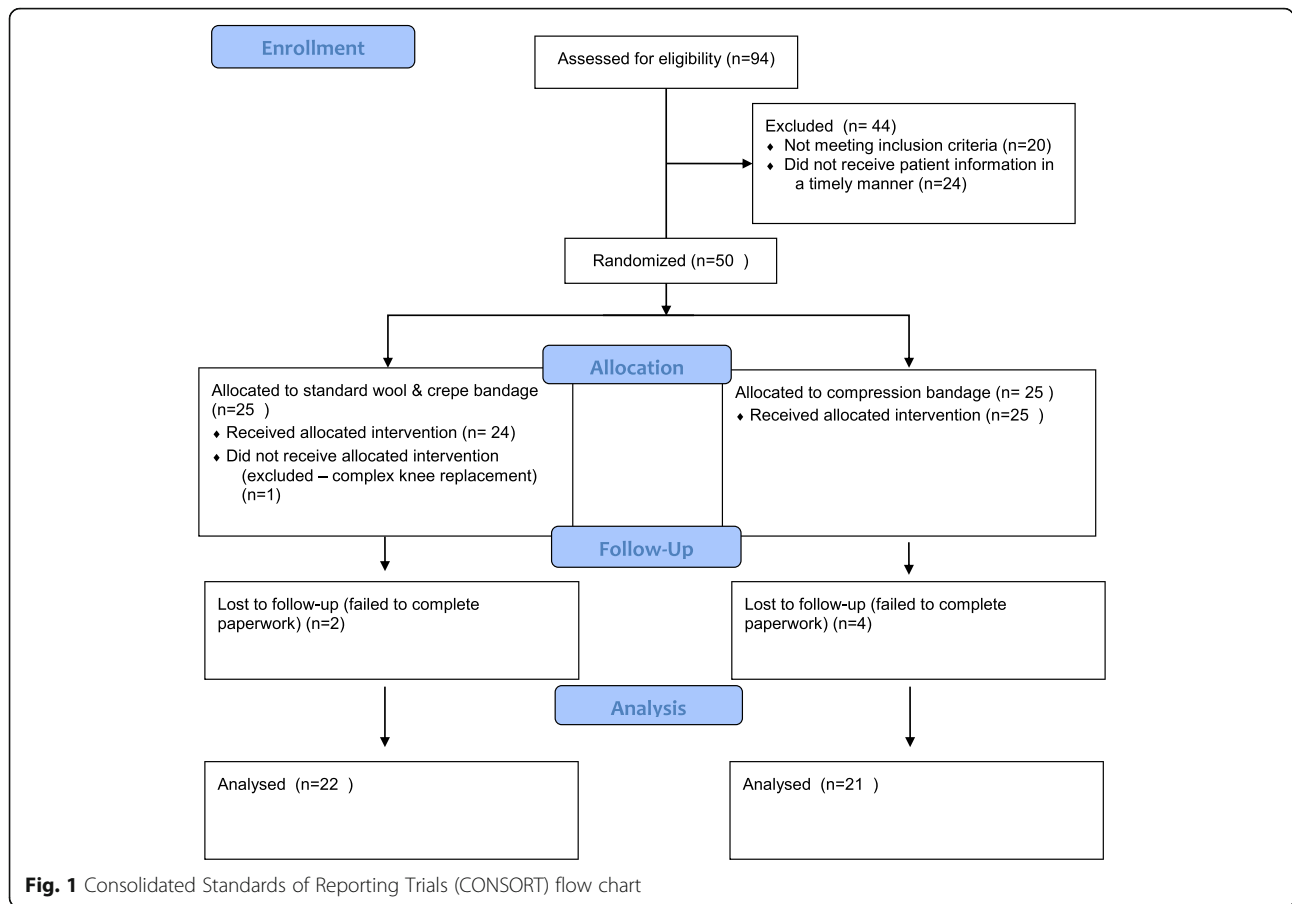 Enrollment
Assessed for eligibility (n=94)
Excluded (n= 44)
♦ Not meeting inclusion criteria (n=20)
♦ Did not receive patient information in
a timely manner (n=24)
Randomized (n=50 )
Allocation
Allocated to standard wool & crepe bandage
(n=25 )
♦ Received allocated intervention (n= 24)
♦ Did not receive allocated intervention
(excluded – complex knee replacement)
(n=1)
Allocated to compression bandage (n= 25 )
♦ Received allocated intervention (n=25 )
Follow-Up
Lost to follow-up (failed to complete
paperwork) (n=2)
Lost to follow-up (failed to complete
paperwork) (n=4)
Analysis
Analysed (n=22 )
Analysed (n=21 )
Fig. 1 Consolidated Standards of Reporting Trials (CONSORT) flow chart